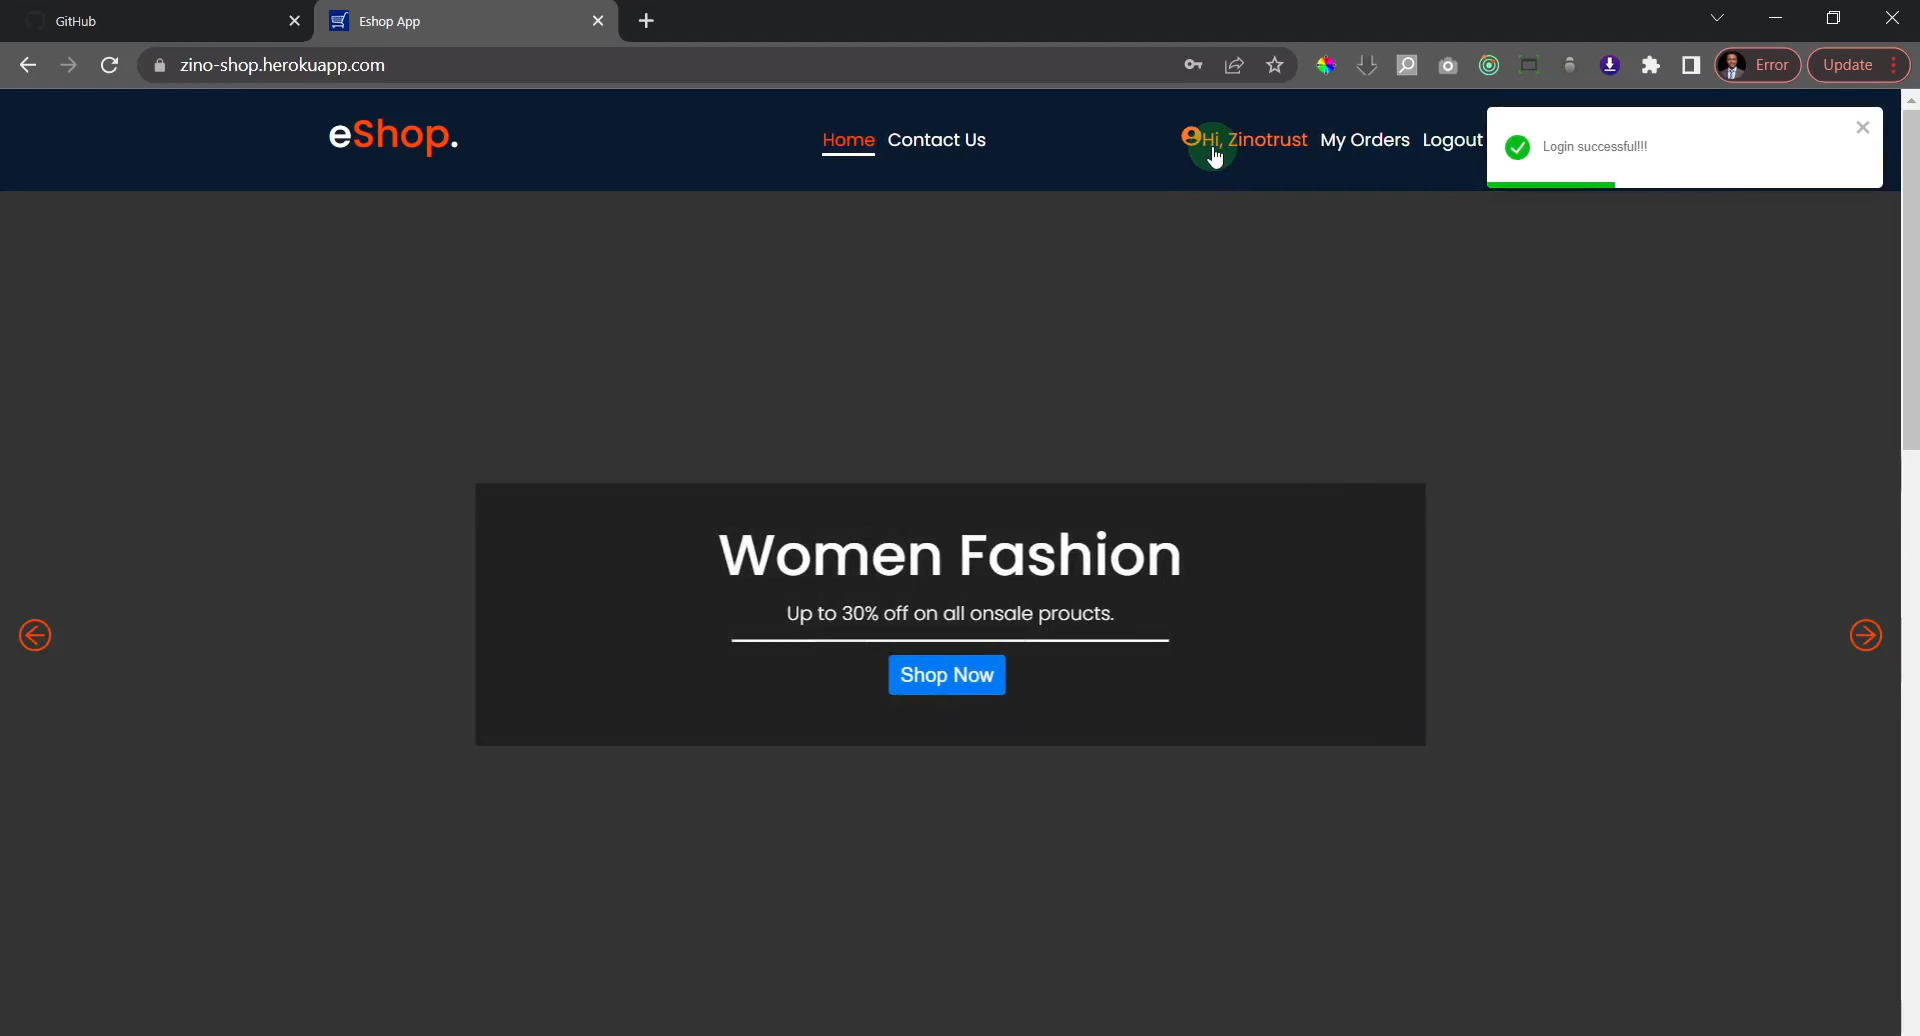 GitHub
Eshop App
zino-shop.herokuapp.com
Error
Update
eShop.
Home
Contact Us
Hi, Zinotrust
My Orders
Logout
Login successful!!!
Women Fashion
Up to 30% off on all onsale proucts.
Shop Now